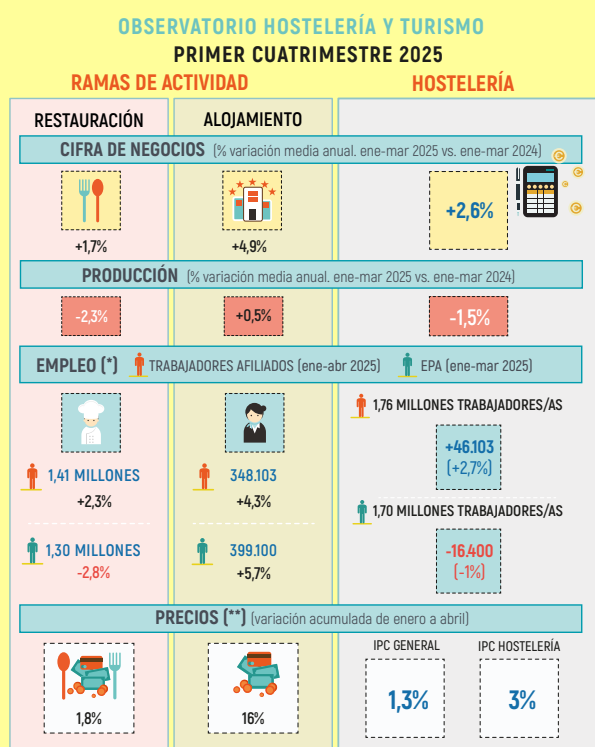 OBSERVATORIO HOSTELERÍA Y TURISMO
PRIMER CUATRIMESTRE 2025
RAMAS DE ACTIVIDAD
HOSTELERÍA
RESTAURACIÓN
ALOJAMIENTO
CIFRA DE NEGOCIOS (% variación media anual. ene-mar 2025 vs. ene-mar 2024)
+1,7%
+4,9%
+2,6%
PRODUCCIÓN (% variación media anual. ene-mar 2025 vs. ene-mar 2024)
-2,3%
+0,5%
-1,5%
EMPLEO (*) TRABAJADORES AFILIADOS (ene-abr 2025) EPA (ene-mar 2025)
1,41 MILLONES
+2,3%
348.103
+4,3%
1,76 MILLONES TRABAJADORES/AS
+46.103
(+2,7%)
1,30 MILLONES
-2,8%
399.100
+5,7%
1,70 MILLONES TRABAJADORES/AS
-16.400
(-1%)
PRECIOS (**) (variación acumulada de enero a abril)
1,8%
16%
IPC GENERAL
1,3%
IPC HOSTELERÍA
3%